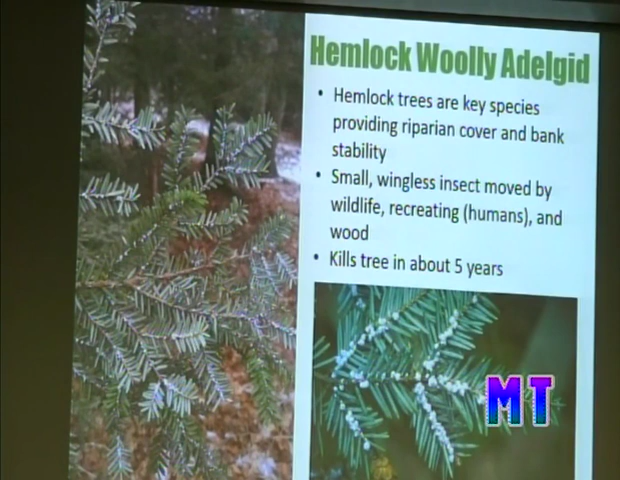 Hemlock Woolly Adelgid
• Hemlock trees are key species
providing riparian cover and bank
stability
• Small, wingless insect moved by
wildlife, recreating (humans), and
wood
• Kills tree in about 5 years
MT